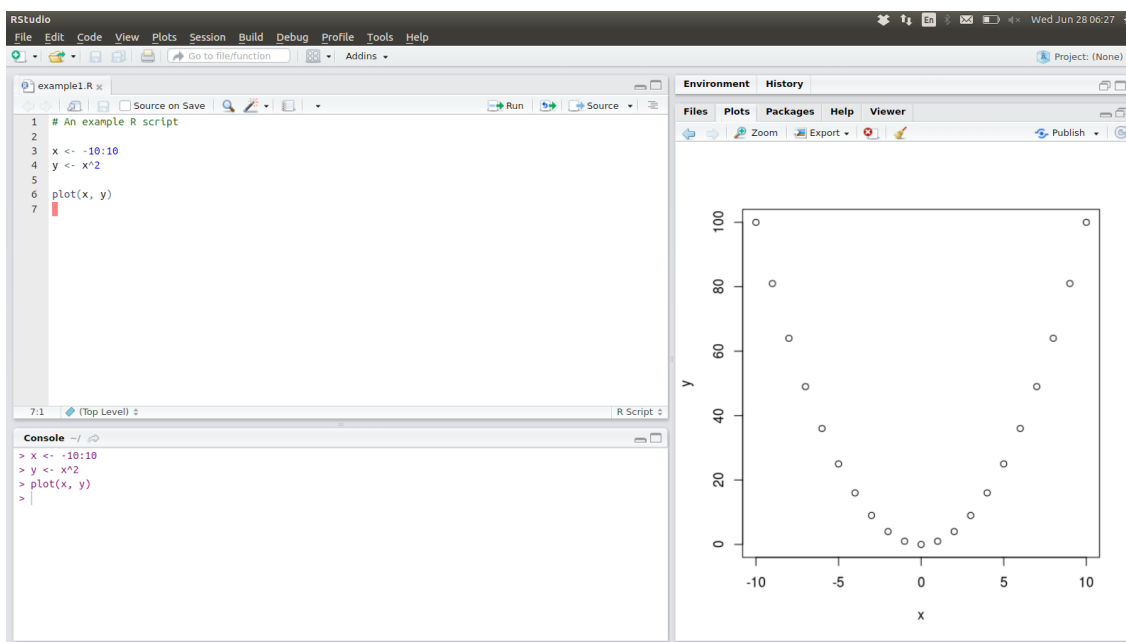 RStudio
En
Wed Jun 28 06:27
File Edit Code View Plots Session Build Debug Profile Tools Help
Go to file/function
Addins
Project: (None)
example1.R
Source on Save
Run
Source
1 # An example R script
2
3 x <- -10:10
4 y <- x^2
5
6 plot(x, y)
7
7:1 (Top Level)
R Script
Console ~/
> x <- -10:10
> y <- x^2
> plot(x, y)
>
Environment History
Files Plots Packages Help Viewer
Zoom Export Publish
100
80
60
40
20
0
y
-10 -5 0 5 10
x